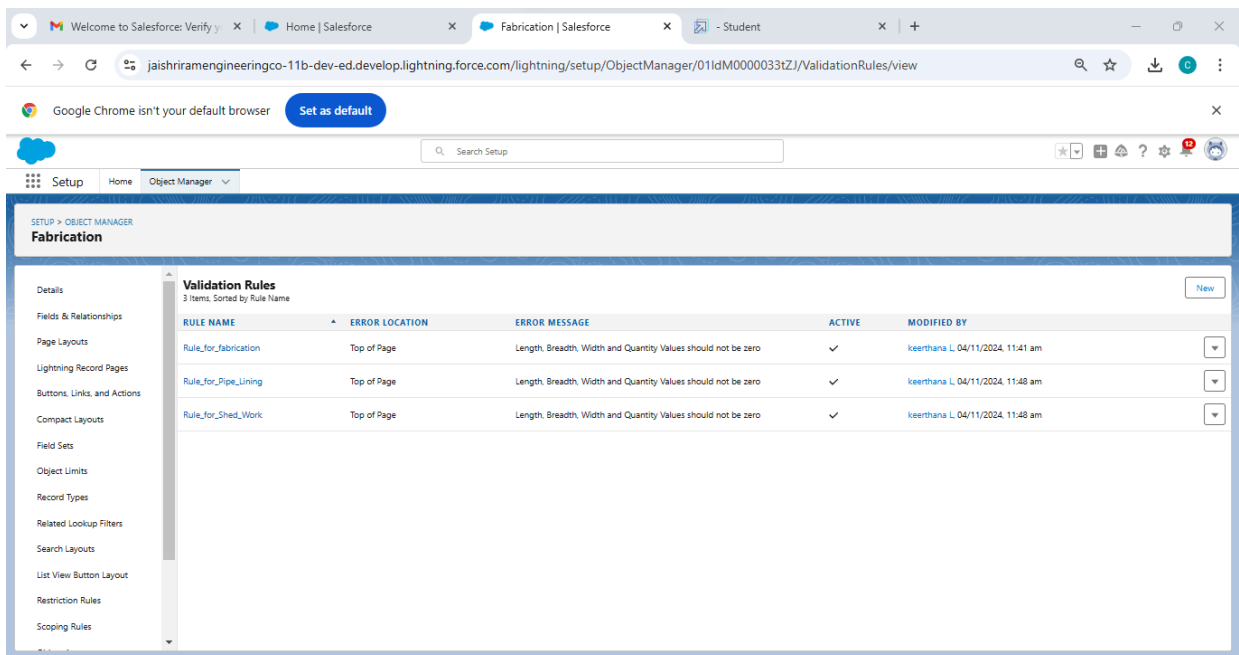 Welcome to Salesforce: Verify y
Home | Salesforce
Fabrication | Salesforce
- Student
jaishriramengineeringco-11b-dev-ed.develop.lightning.force.com/lightning/setup/ObjectManager/01IdM0000033tZJ/ValidationRules/view
C
Google Chrome isn't your default browser
Set as default
Search Setup
12
Setup
Home
Object Manager
SETUP > OBJECT MANAGER
Fabrication
Details
Fields & Relationships
Page Layouts
Lightning Record Pages
Buttons, Links, and Actions
Compact Layouts
Field Sets
Object Limits
Record Types
Related Lookup Filters
Search Layouts
List View Button Layout
Restriction Rules
Scoping Rules
Validation Rules
3 Items, Sorted by Rule Name
New
RULE NAME ERROR LOCATION ERROR MESSAGE ACTIVE MODIFIED BY
Rule_for_fabrication Top of Page Length, Breadth, Width and Quantity Values should not be zero ✓ keerthana L, 04/11/2024, 11:41 am
Rule_for_Pipe_Lining Top of Page Length, Breadth, Width and Quantity Values should not be zero ✓ keerthana L, 04/11/2024, 11:48 am
Rule_for_Shed_Work Top of Page Length, Breadth, Width and Quantity Values should not be zero ✓ keerthana L, 04/11/2024, 11:48 am